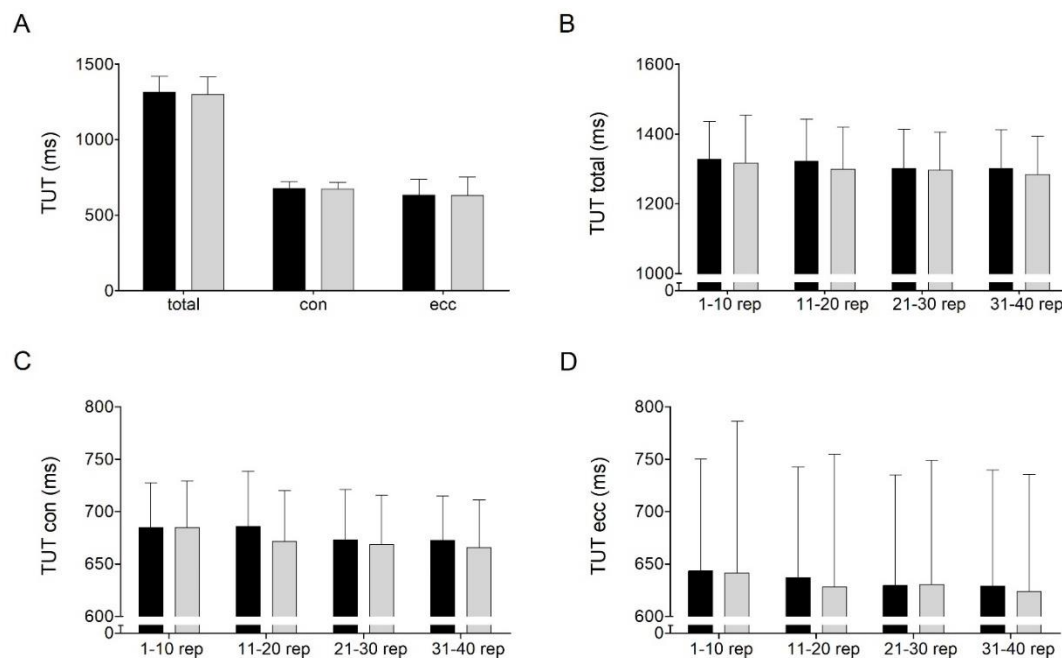 A
TUT (ms)
1500
1000
500
0
total con ecc
B
TUT total (ms)
1600
1400
1200
1000
0
1-10 rep 11-20 rep 21-30 rep 31-40 rep
C
TUT con (ms)
800
750
700
650
600
0
1-10 rep 11-20 rep 21-30 rep 31-40 rep
D
TUT ecc (ms)
800
750
700
650
600
0
1-10 rep 11-20 rep 21-30 rep 31-40 rep